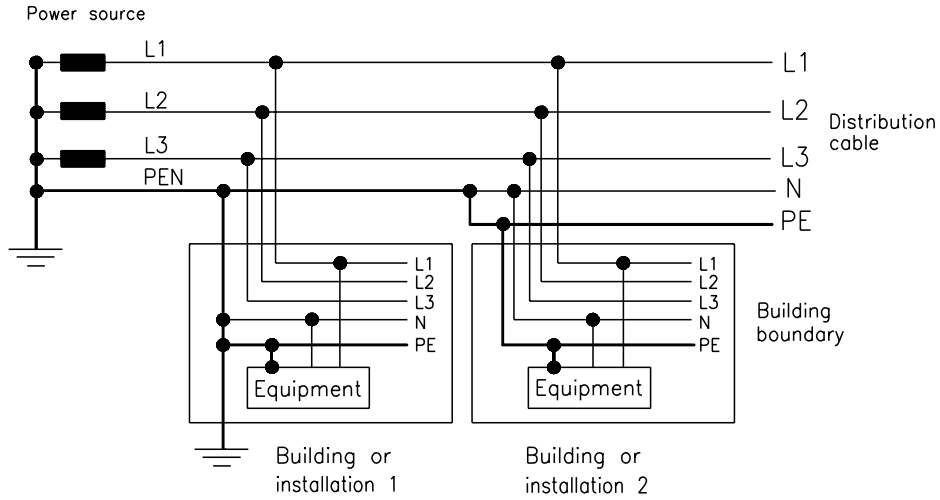 Power source
L1
L1
L2
L2
Distribution
cable
L3
L3
PEN
N
PE
L1
L2
L3
N
PE
Equipment
L1
L2
L3
N
PE
Equipment
Building
boundary
Building or
installation 1
Building or
installation 2